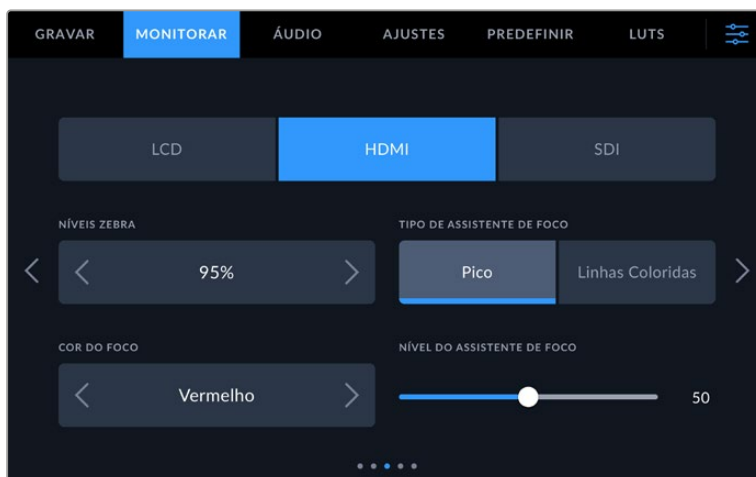 GRAVAR MONITORAR ÁUDIO AJUSTES PREDEFINIR LUTS
LCD HDMI SDI
NÍVEIS ZEBRA TIPO DE ASSISTENTE DE FOCO
95% Pico Linhas Coloridas
COR DO FOCO NÍVEL DO ASSISTENTE DE FOCO
Vermelho 50